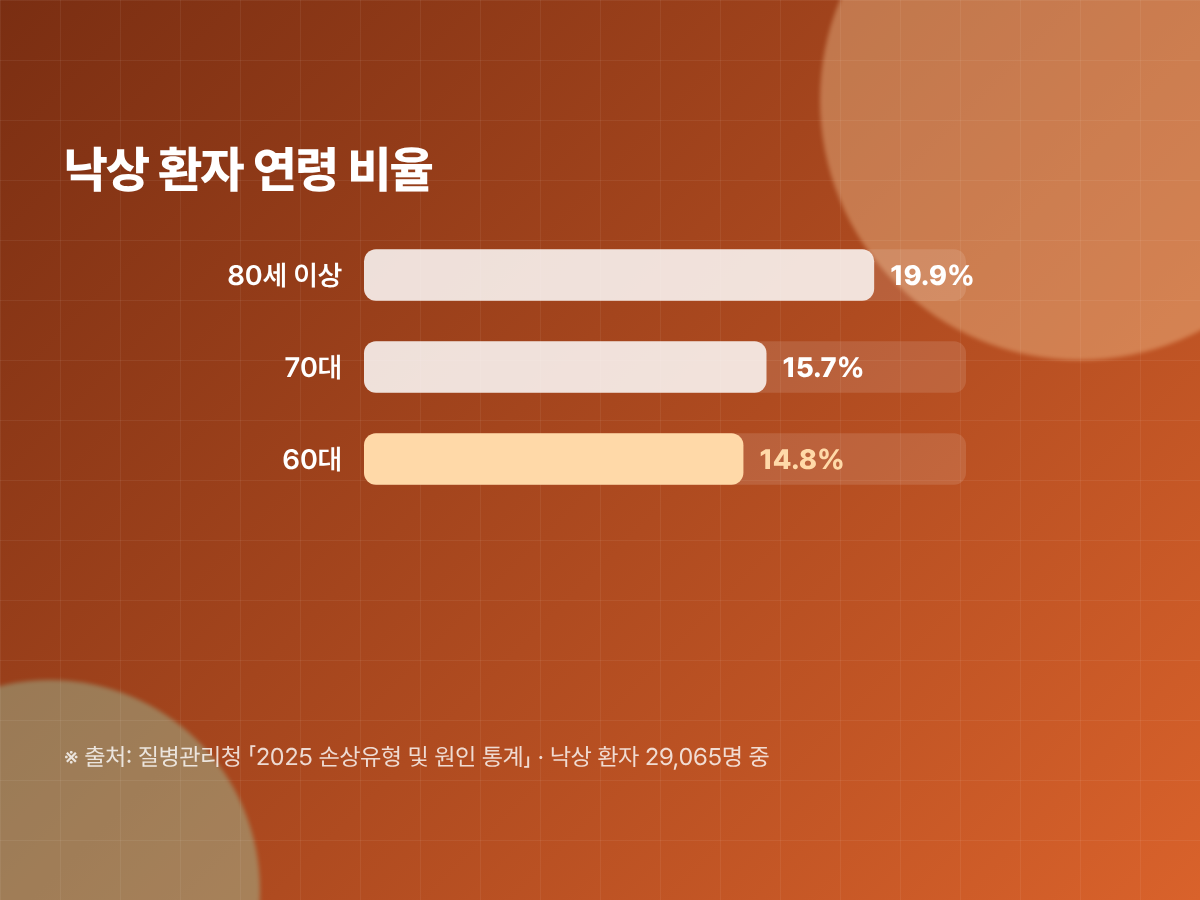 낙상 환자 연령 비율
80세 이상 19.9%
70대 15.7%
60대 14.8%
※ 출처: 질병관리청 「2025 손상유형 및 원인 통계」 · 낙상 환자 29,065명 중